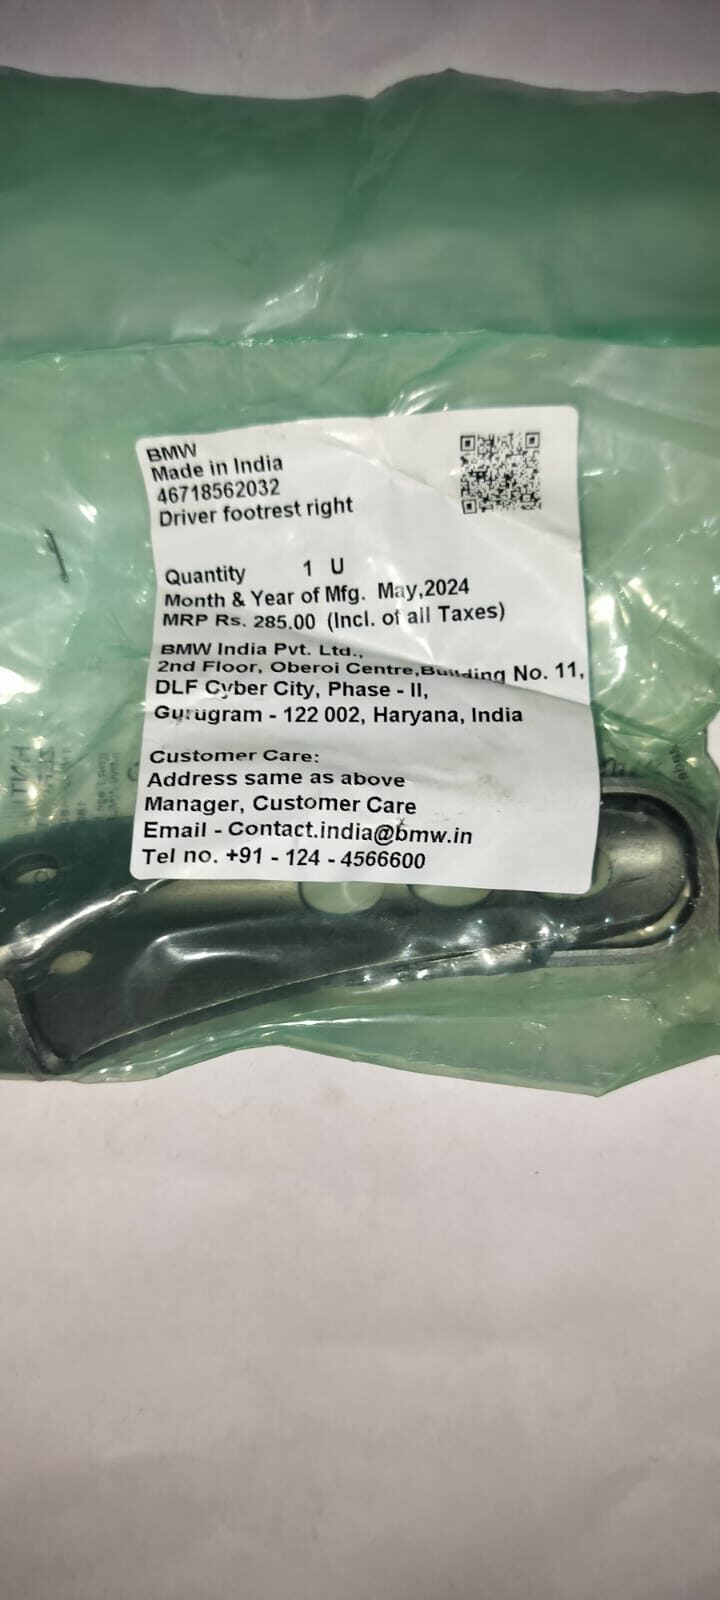 BMW
Made in India
46718562032
Driver footrest right
Quantity 1 U
Month & Year of Mfg. May,2024
MRP Rs. 285.00 (Incl. of all Taxes)
BMW India Pvt. Ltd.,
2nd Floor, Oberoi Centre,Building No. 11,
DLF Cyber City, Phase - II,
Gurugram - 122 002, Haryana, India
Customer Care:
Address same as above
Manager, Customer Care
Email - Contact.india@bmw.in
Tel no. +91 - 124 - 4566600